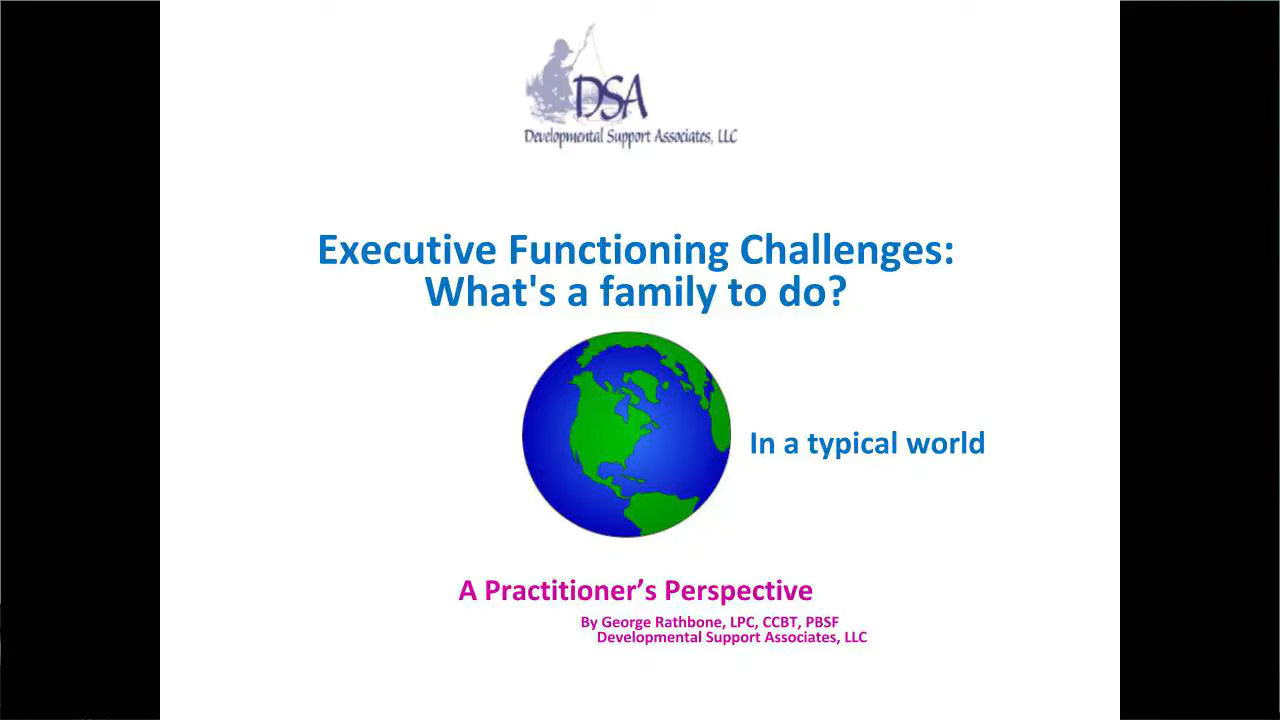 DSA
Developmental Support Associates, LLC
Executive Functioning Challenges:
What's a family to do?
In a typical world
A Practitioner’s Perspective
By George Rathbone, LPC, CCBT, PBSF
Developmental Support Associates, LLC